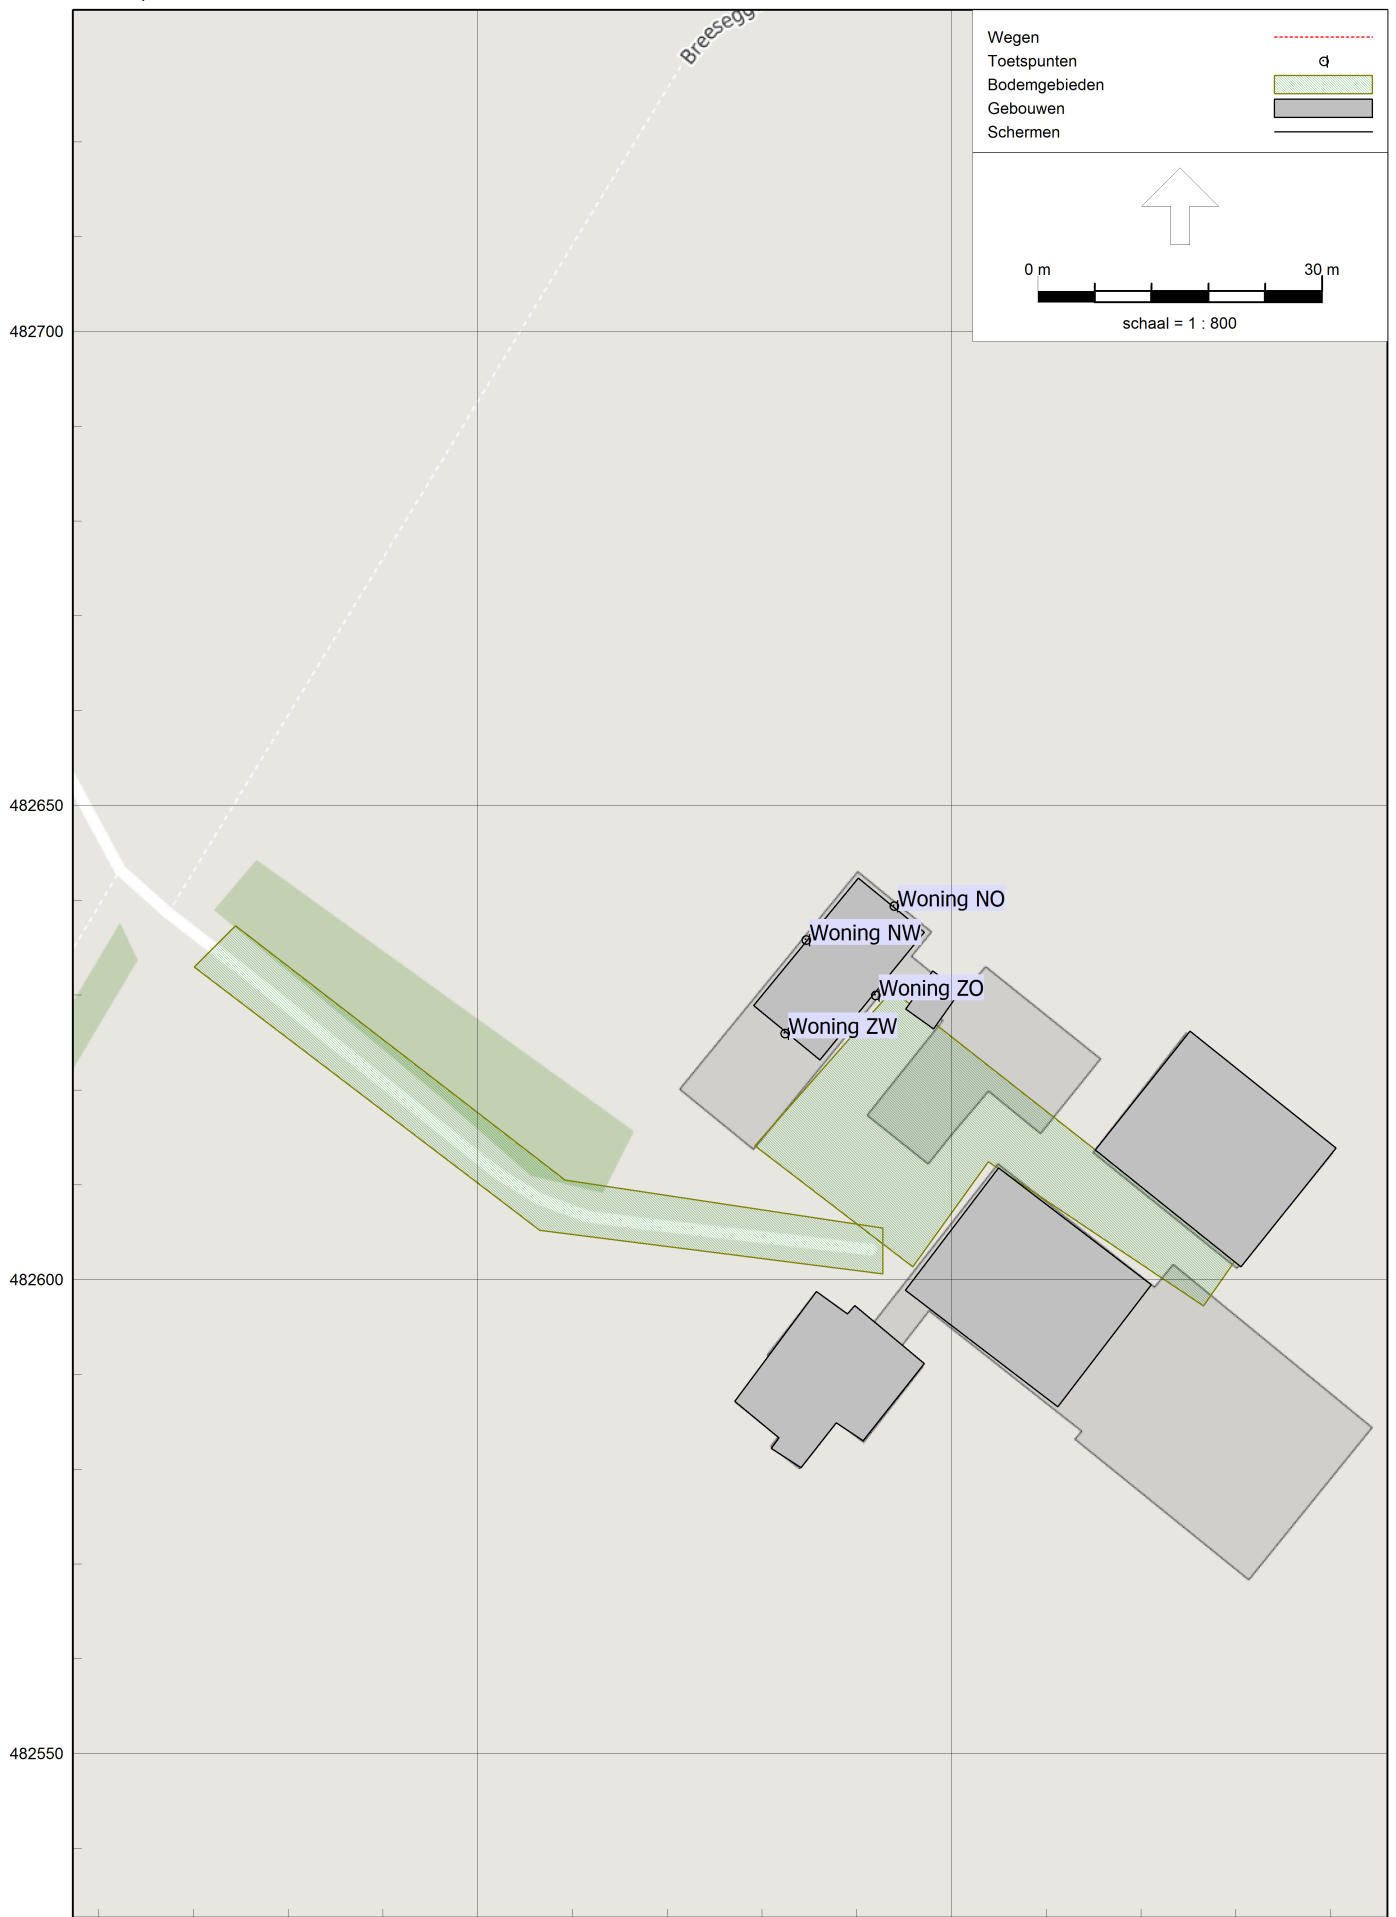 Breesegg
Wegen
Toetspunten
Bodemgebieden
Gebouwen
Schermen
0 m 30 m
schaal = 1 : 800
482700
482650
Woning NO
Woning NW
Woning ZO
Woning ZW
482600
482550